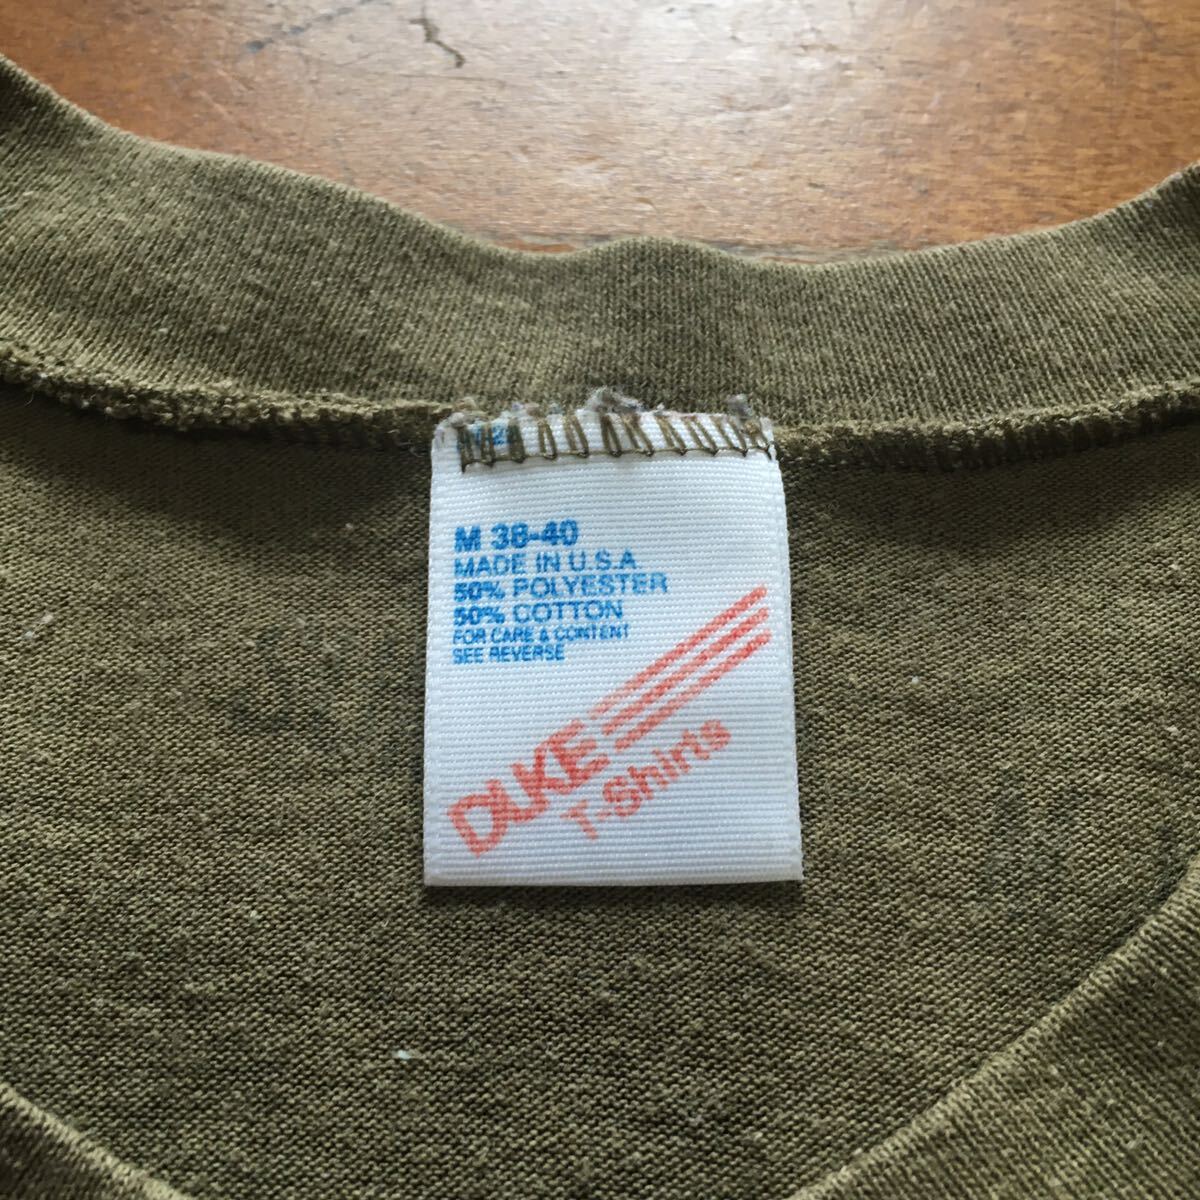 M 38-40
MADE IN U.S.A
50% POLYESTER
50% COTTON
FOR CARE & CONTENT
SEE REVERSE
DUKE
T-Shirts